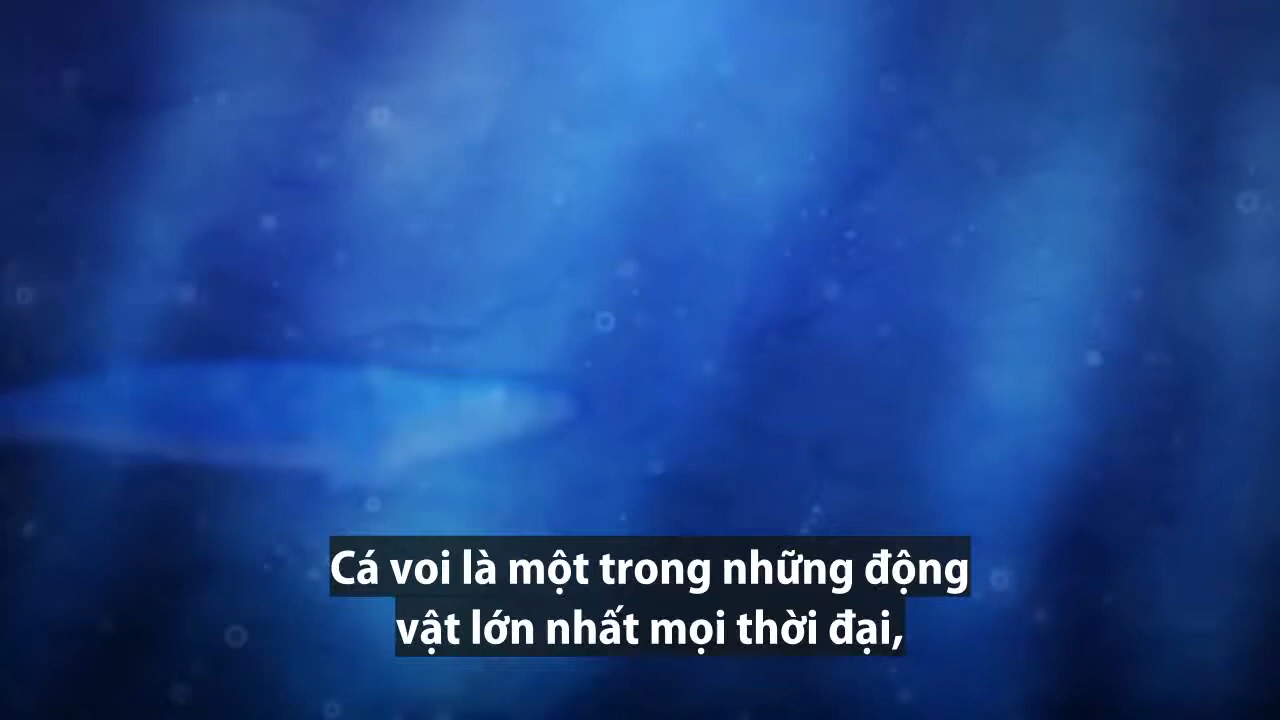 Cá voi là một trong những động
vật lớn nhất mọi thời đại,